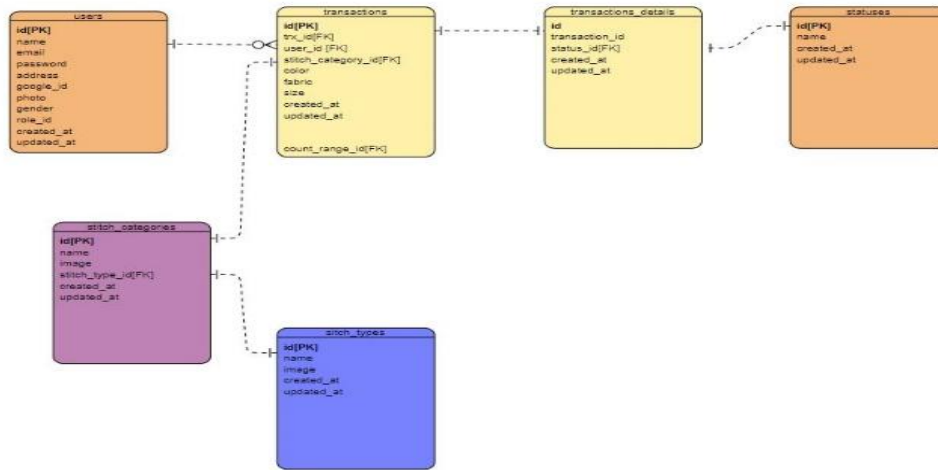 users
id[PK]
name
email
password
address
google_id
photo
gender
role_id
created_at
updated_at
transactions
id[PK]
trx_id[FK]
user_id [FK]
stitch_category_id[FK]
color
fabric
size
created_at
updated_at
count_range_id[FK]
transactions_details
id
transaction_id
status_id[FK]
created_at
updated_at
statuses
id[PK]
name
created_at
updated_at
stitch_categories
id[PK]
name
image
stitch_type_id[FK]
created_at
updated_at
sitch_types
id[PK]
name
image
created_at
updated_at